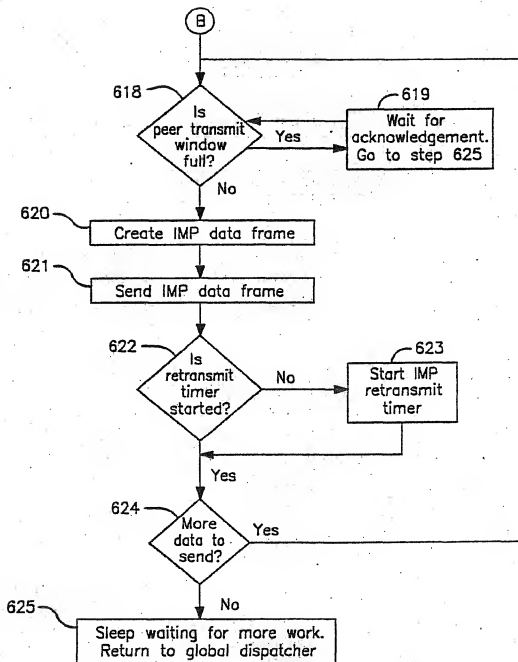 B
618
Is
peer transmit
window
full?
Yes
619
Wait for
acknowledgement.
Go to step 625
No
620
Create IMP data frame
621
Send IMP data frame
622
Is
retransmit
timer
started?
No
623
Start IMP
retransmit
timer
Yes
624
More
data to
send?
Yes
No
625
Sleep waiting for more work.
Return to global dispatcher